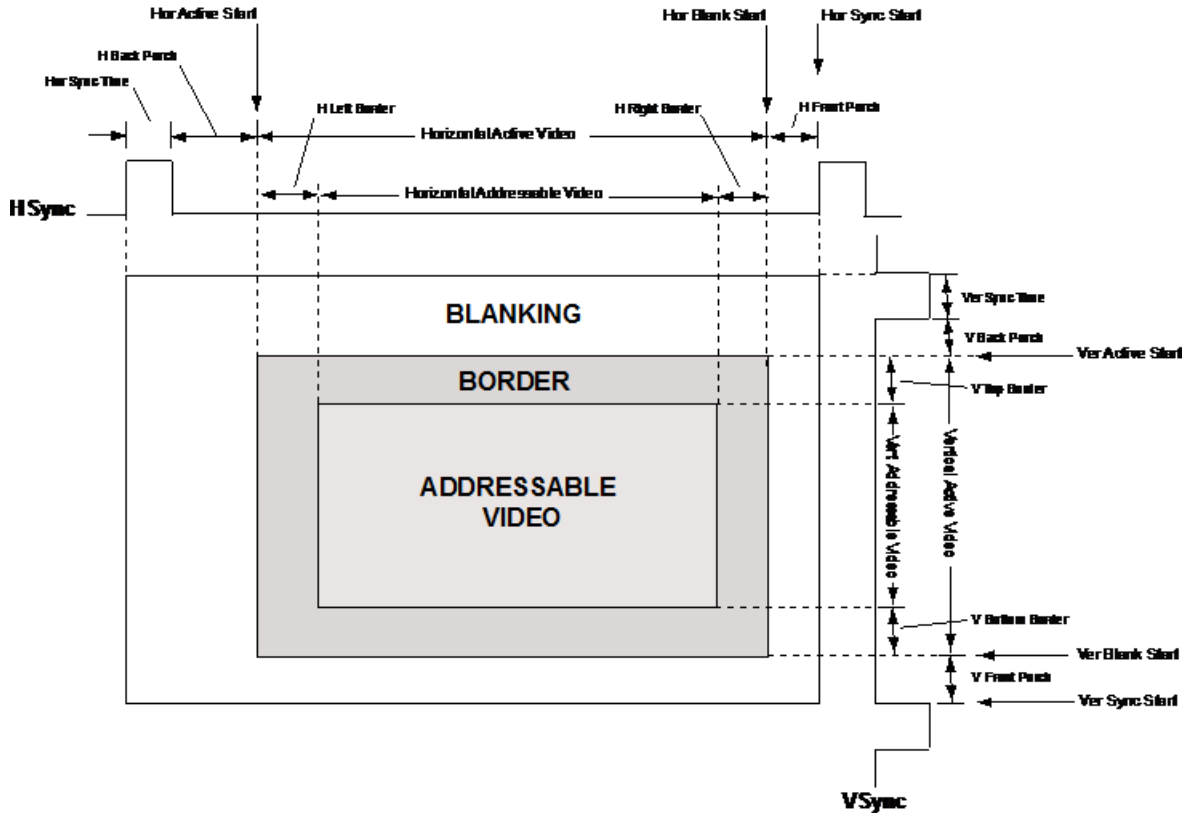 Hor Active Start
Hor Blank Start
Hor Sync Start
H Back Porch
Hor Sync Time
H Left Border
H Right Border
H Front Porch
Horizontal Active Video
Horizontal Addressable Video
H Sync
BLANKING
Ver Sync Time
V Back Porch
Ver Active Start
BORDER
V Top Border
ADDRESSABLE
VIDEO
Vert Addressable Video
Vertical Active Video
V Bottom Border
Ver Blank Start
V Front Porch
Ver Sync Start
VSync